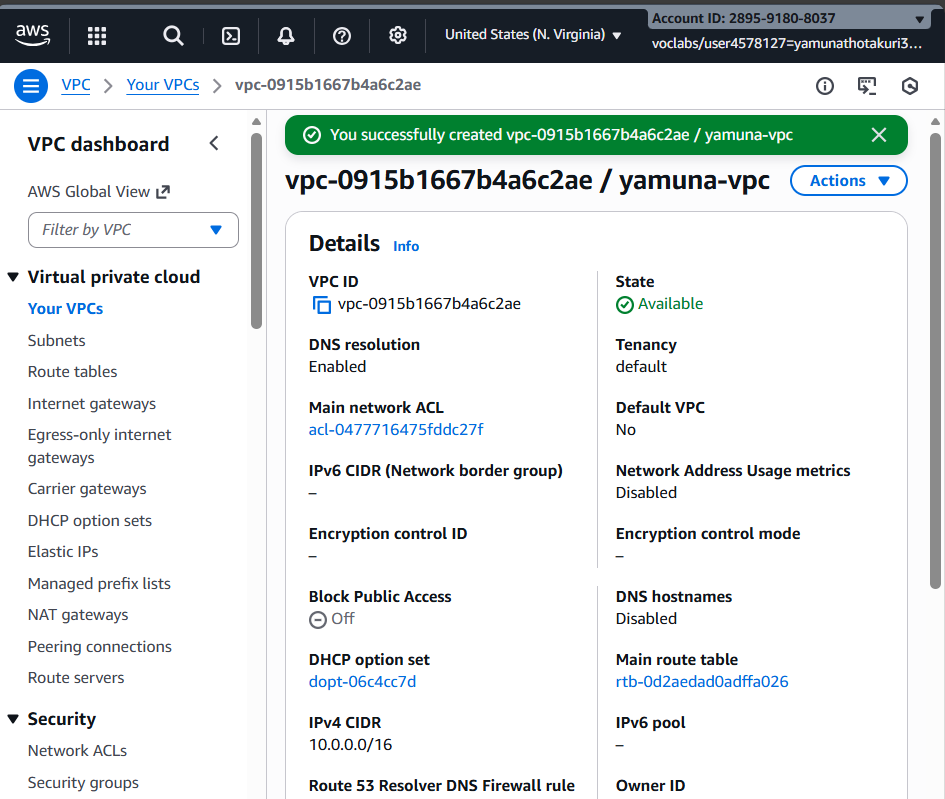 aws
United States (N. Virginia)
Account ID: 2895-9180-8037
voclabs/user4578127=yamunathotakuri3...
VPC
Your VPCs
vpc-0915b1667b4a6c2ae
VPC dashboard
AWS Global View
Filter by VPC
Virtual private cloud
Your VPCs
Subnets
Route tables
Internet gateways
Egress-only internet
gateways
Carrier gateways
DHCP option sets
Elastic IPs
Managed prefix lists
NAT gateways
Peering connections
Route servers
Security
Network ACLs
Security groups
You successfully created vpc-0915b1667b4a6c2ae / yamuna-vpc
vpc-0915b1667b4a6c2ae / yamuna-vpc
Actions
Details Info
VPC ID
vpc-0915b1667b4a6c2ae
State
Available
DNS resolution
Enabled
Tenancy
default
Main network ACL
acl-0477716475fddc27f
Default VPC
No
IPv6 CIDR (Network border group)
–
Network Address Usage metrics
Disabled
Encryption control ID
–
Encryption control mode
–
Block Public Access
Off
DNS hostnames
Disabled
DHCP option set
dopt-06c4cc7d
Main route table
rtb-0d2aedad0adffa026
IPv4 CIDR
10.0.0.0/16
IPv6 pool
–
Route 53 Resolver DNS Firewall rule
Owner ID